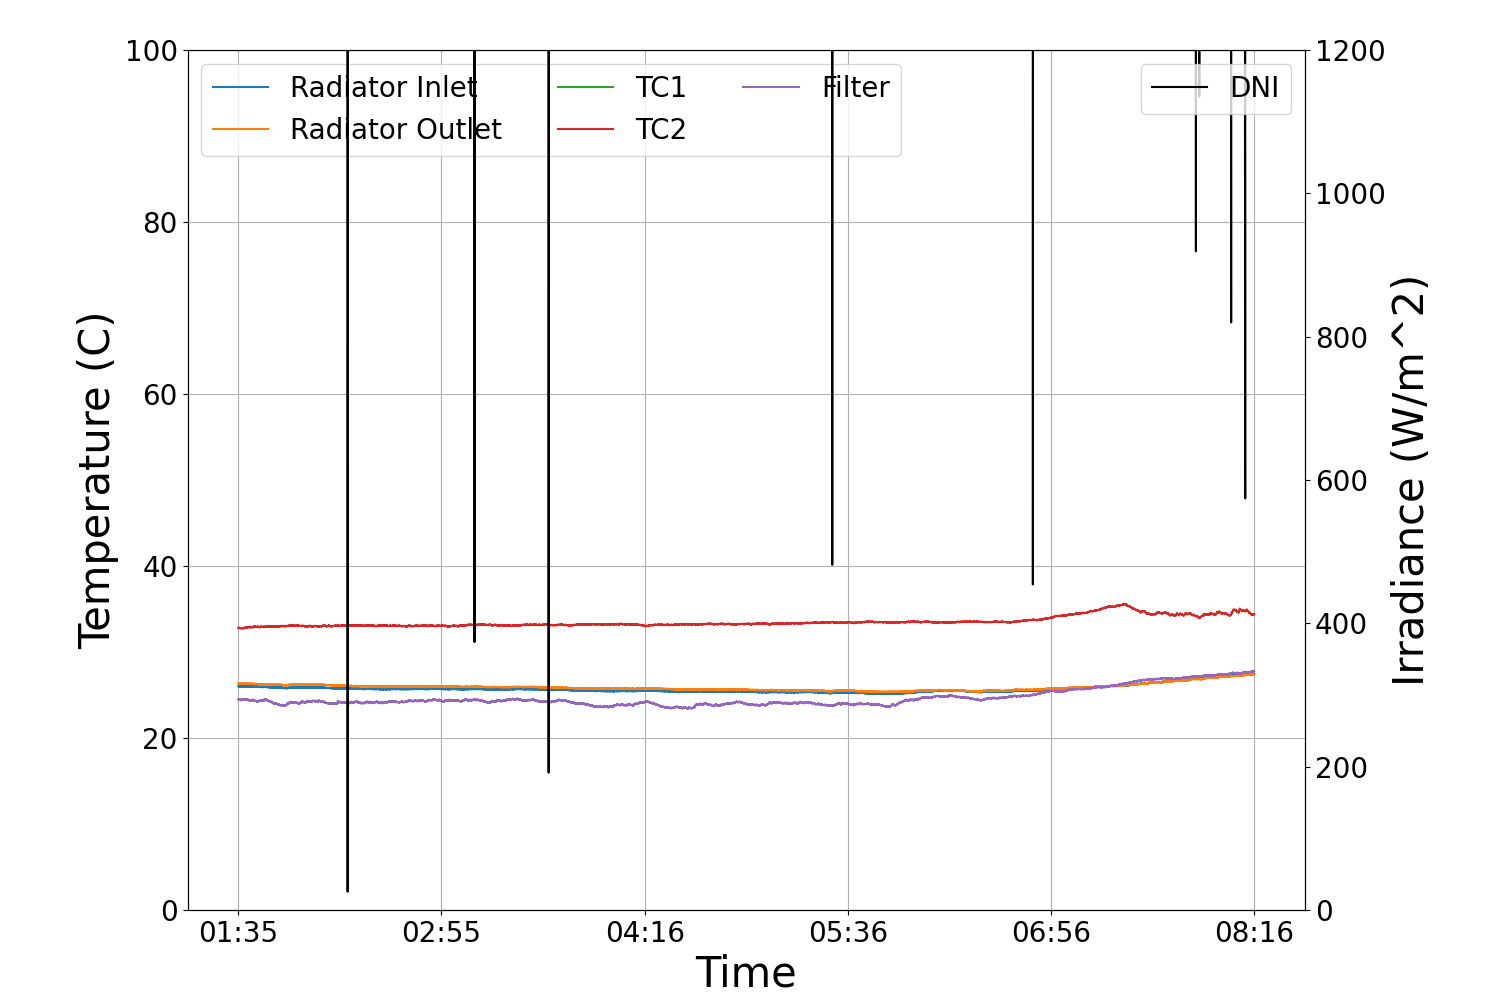 100
80
60
40
20
0
Temperature (C)
Radiator Inlet
Radiator Outlet
TC1
TC2
Filter
DNI
1200
1000
800
600
400
200
0
Irradiance (W/m^2)
01:35 02:55 04:16 05:36 06:56 08:16
Time